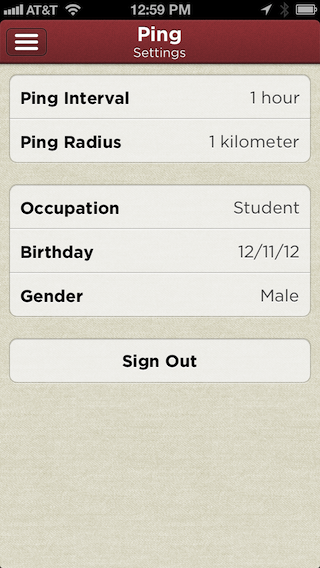 AT&T 12:59 PM
Ping
Settings
Ping Interval 1 hour
Ping Radius 1 kilometer
Occupation Student
Birthday 12/11/12
Gender Male
Sign Out